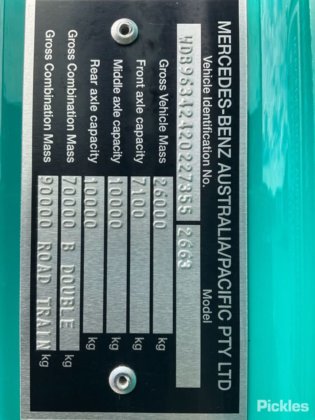 MERCEDES-BENZ AUSTRALIA/PACIFIC PTY LTD
Vehicle Identification No. Model
WDB96342420227355 2663
Gross Vehicle Mass 26000 kg
Front axle capacity 7100 kg
Middle axle capacity 10000 kg
Rear axle capacity 10000 kg
Gross Combination Mass 70000 B DOUBLE kg
Gross Combination Mass 90000 ROAD TRAIN kg
Pickles